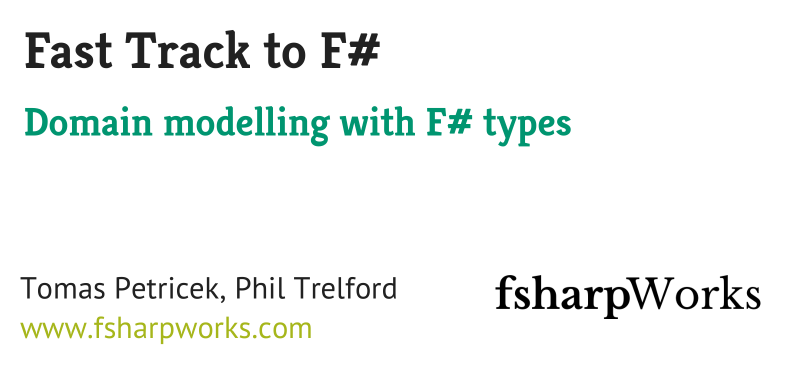 Fast Track to F#
Domain modelling with F# types
Tomas Petricek, Phil Trelford
www.fsharpworks.com
fsharpWorks